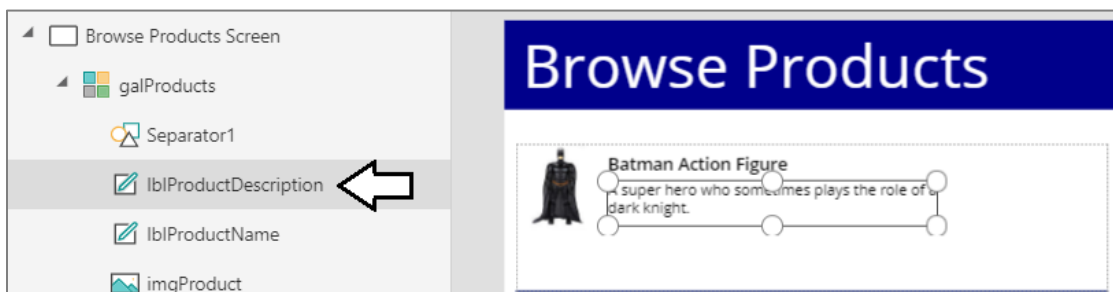 Browse Products Screen
galProducts
Separator1
lblProductDescription
lblProductName
imgProduct
Browse Products
Batman Action Figure
A super hero who sometimes plays the role of a
dark knight.